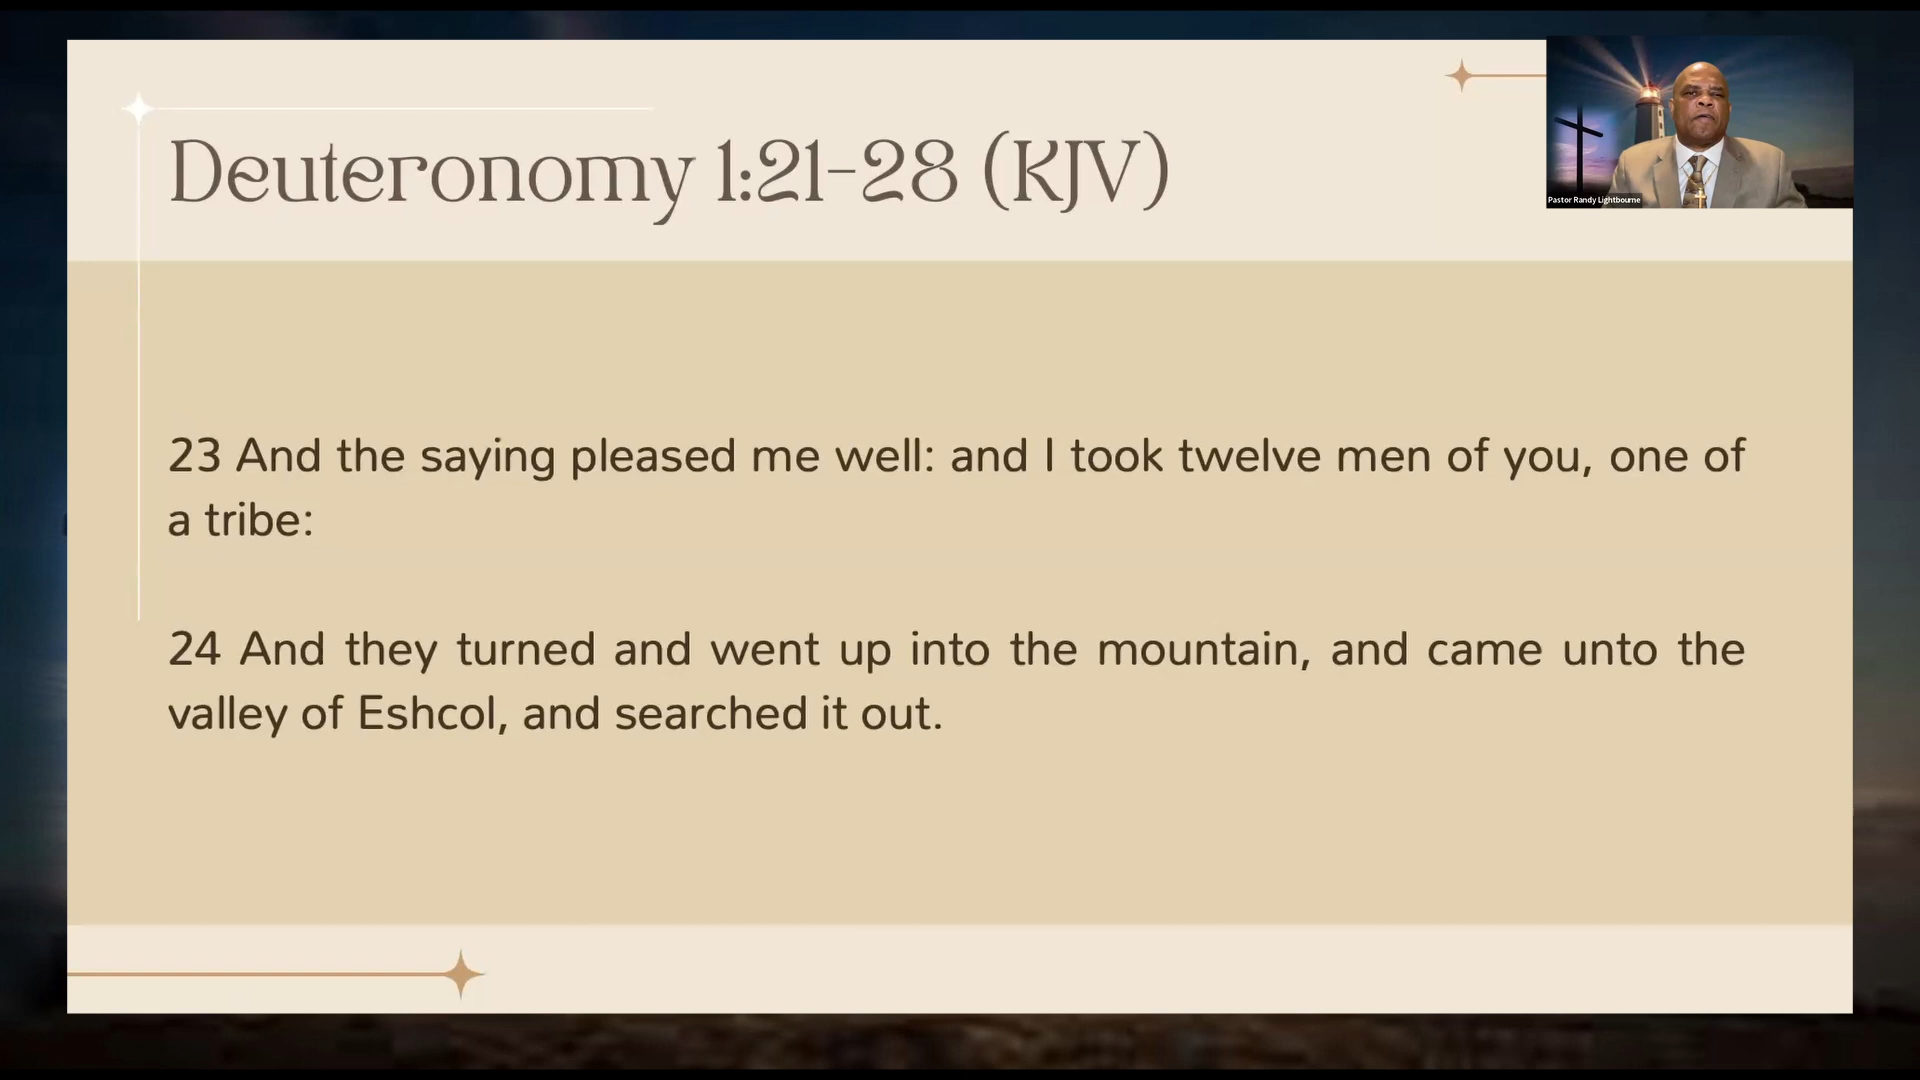 Deuteronomy 1:21-28 (KJV)
Pastor Randy Lightbourne
23 And the saying pleased me well: and I took twelve men of you, one of
a tribe:
24 And they turned and went up into the mountain, and came unto the
valley of Eshcol, and searched it out.